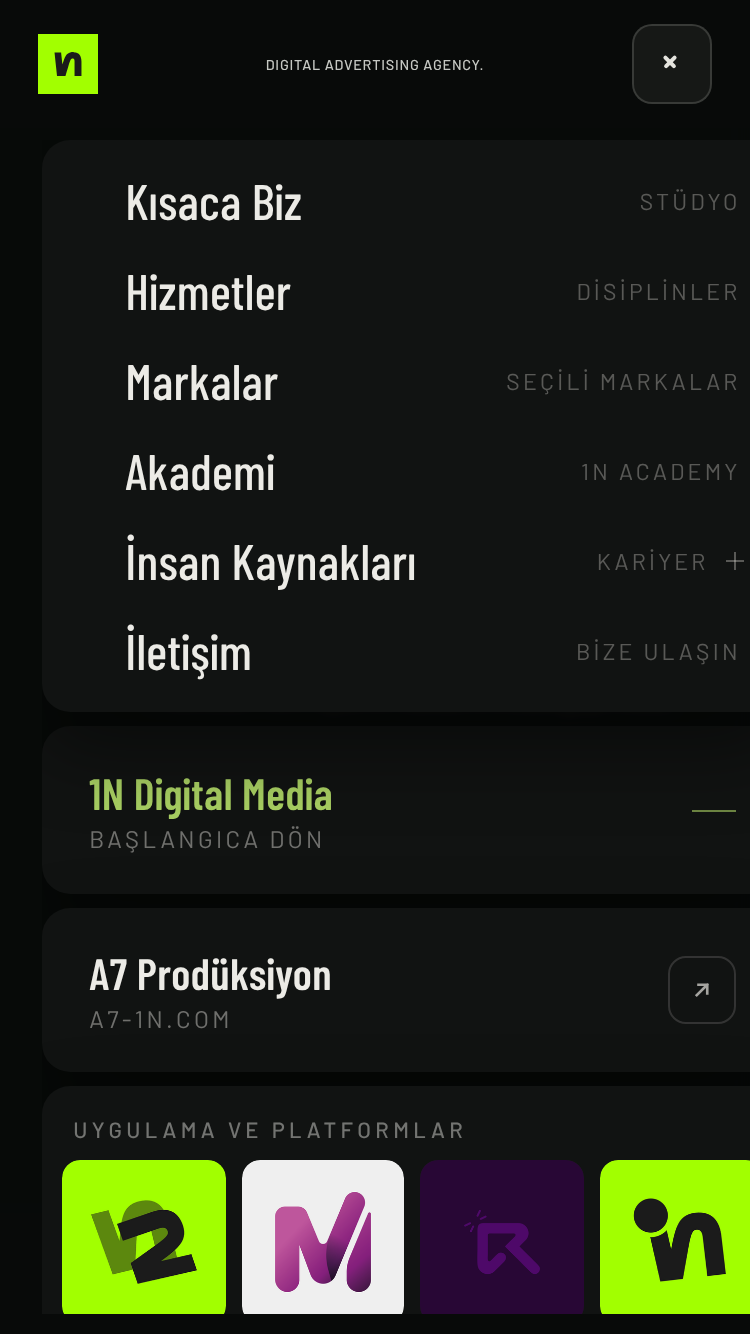 n
DIGITAL ADVERTISING AGENCY.
Kısaca Biz STÜDYO
Hizmetler DİSİPLİNLER
Markalar SEÇİLİ MARKALAR
Akademi 1N ACADEMY
İnsan Kaynakları KARİYER +
İletişim BİZE ULAŞIN
1N Digital Media
BAŞLANGICA DÖN
A7 Prodüksiyon
A7-1N.COM
UYGULAMA VE PLATFORMLAR